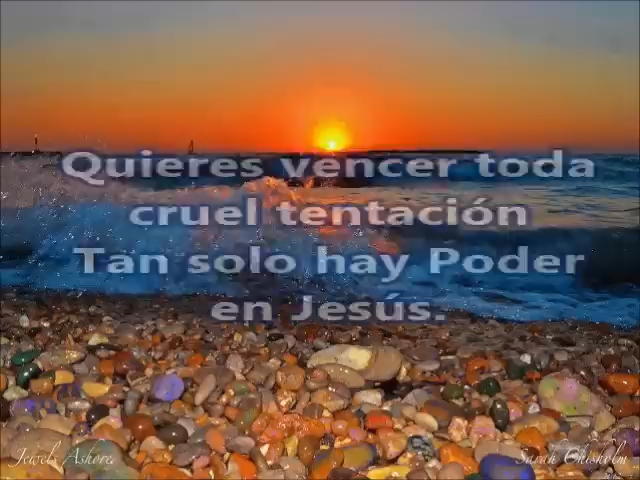 Quieres vencer toda
cruel tentación
Tan solo hay Poder
en Jesús.
Jewels Ashore
Sarah Chisholm